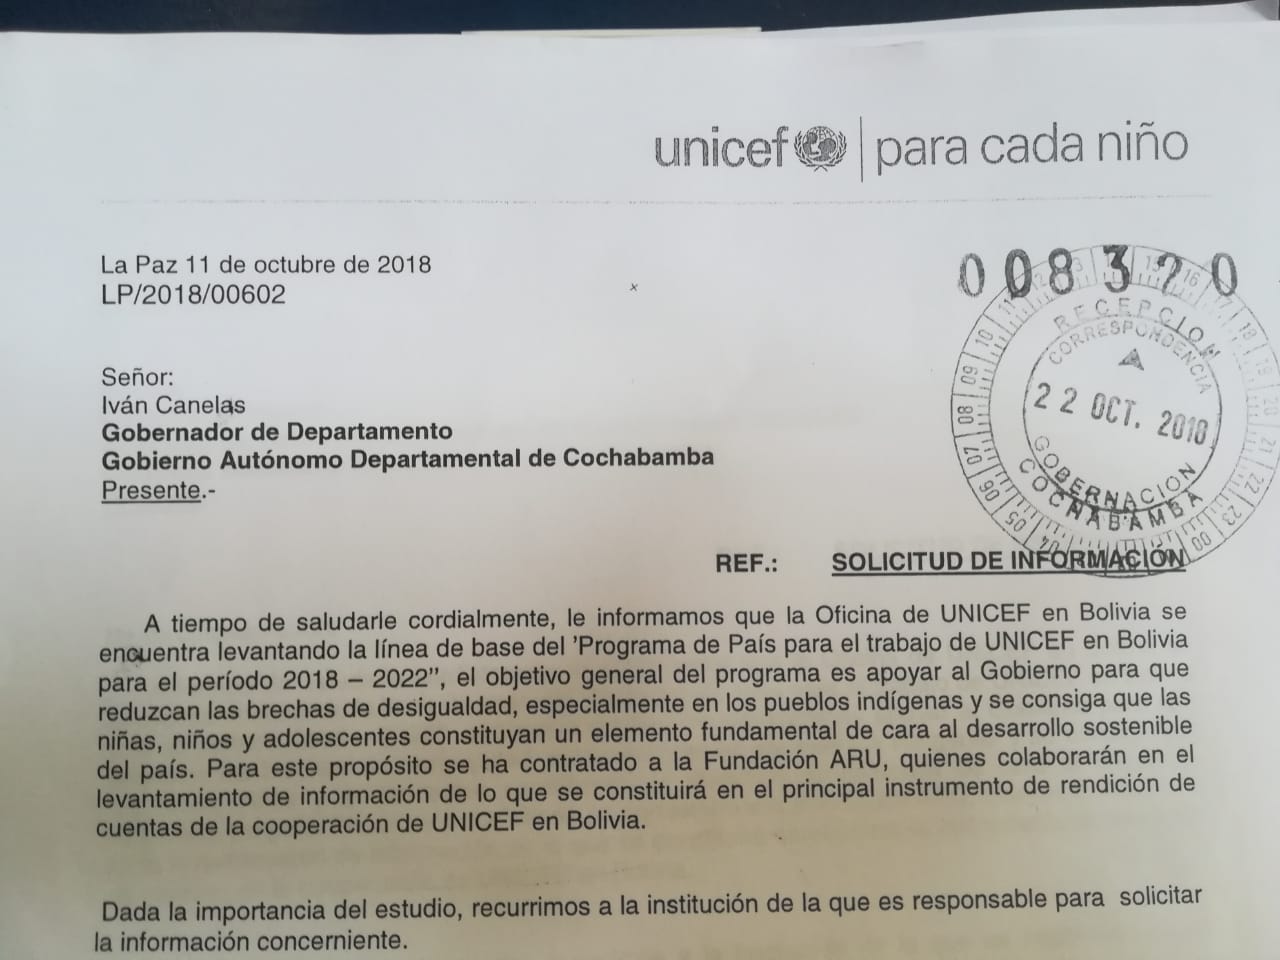 unicef para cada niño
La Paz 11 de octubre de 2018
LP/2018/00602
008320
RECEPCION
CORRESPONDENCIA
22 OCT. 2018
GOBERNACION
COCHABAMBA
Señor:
Iván Canelas
Gobernador de Departamento
Gobierno Autónomo Departamental de Cochabamba
Presente.-
REF.: SOLICITUD DE INFORMACIÓN
A tiempo de saludarle cordialmente, le informamos que la Oficina de UNICEF en Bolivia se
encuentra levantando la línea de base del 'Programa de País para el trabajo de UNICEF en Bolivia
para el período 2018 – 2022”, el objetivo general del programa es apoyar al Gobierno para que
reduzcan las brechas de desigualdad, especialmente en los pueblos indígenas y se consiga que las
niñas, niños y adolescentes constituyan un elemento fundamental de cara al desarrollo sostenible
del país. Para este propósito se ha contratado a la Fundación ARU, quienes colaborarán en el
levantamiento de información de lo que se constituirá en el principal instrumento de rendición de
cuentas de la cooperación de UNICEF en Bolivia.
Dada la importancia del estudio, recurrimos a la institución de la que es responsable para solicitar
la información concerniente.